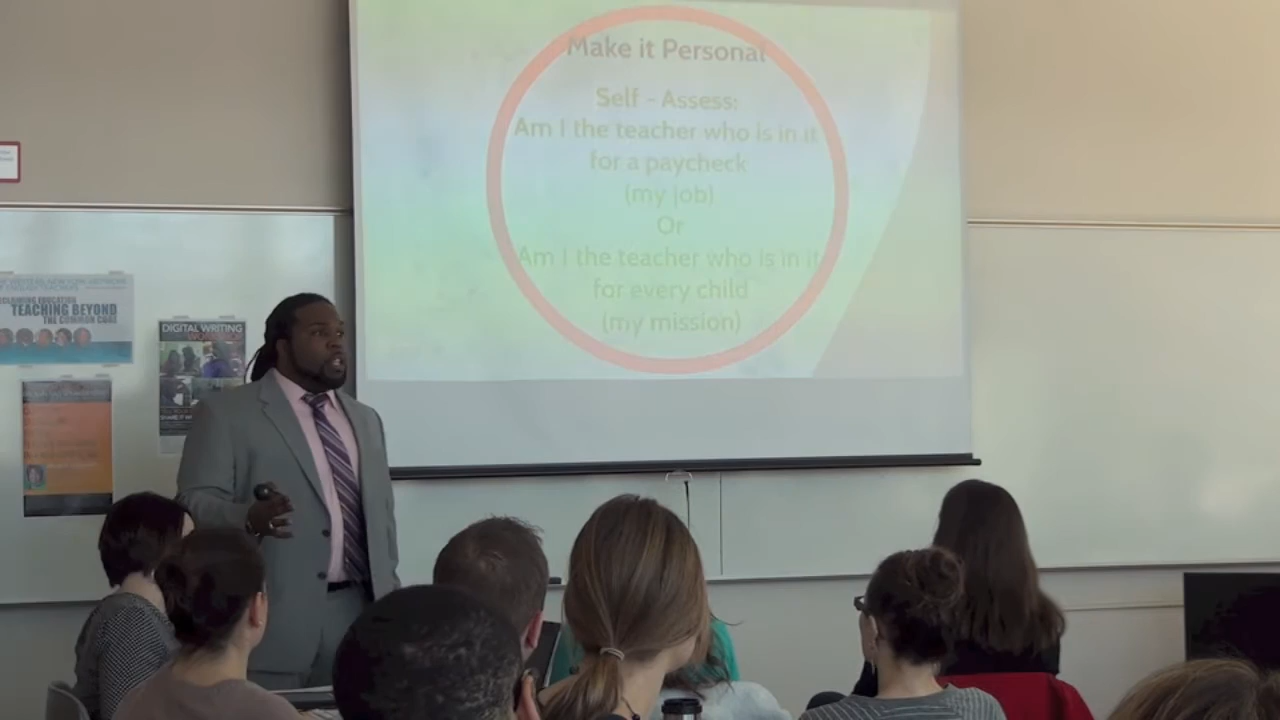 Make it Personal
Self - Assess:
Am I the teacher who is in it
for a paycheck
(my job)
Or
Am I the teacher who is in it
for every child
(my mission)
TEACHING BEYOND
THE COMMON CORE
DIGITAL WRITING